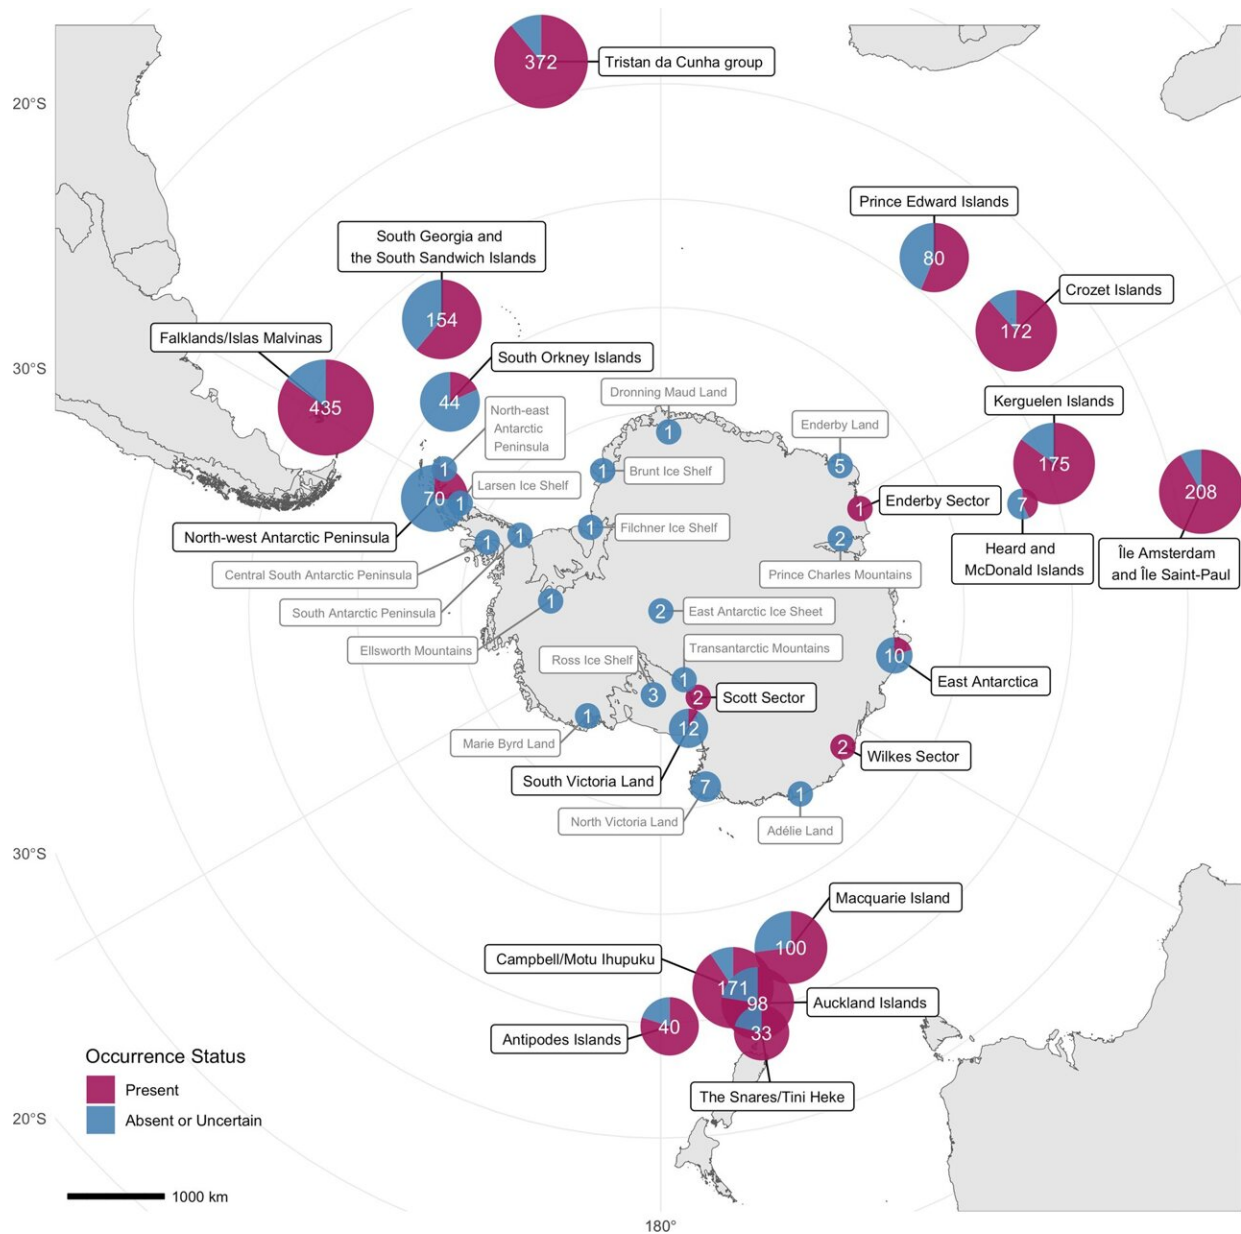 372
Tristan da Cunha group
20°S
Prince Edward Islands
80
South Georgia and
the South Sandwich Islands
154
Crozet Islands
172
Falklands/Islas Malvinas
435
30°S
South Orkney Islands
44
Dronning Maud Land
1
Kerguelen Islands
175
North-east
Antarctic
Peninsula
1
Enderby Land
5
Brunt Ice Shelf
1
Larsen Ice Shelf
1
70
North-west Antarctic Peninsula
208
Île Amsterdam
and Île Saint-Paul
7
Heard and
McDonald Islands
Enderby Sector
1
Filchner Ice Shelf
1
2
Prince Charles Mountains
Central South Antarctic Peninsula
1
South Antarctic Peninsula
1
Ellsworth Mountains
1
2
East Antarctic Ice Sheet
Transantarctic Mountains
1
Ross Ice Shelf
3
10
East Antarctica
2
Scott Sector
Marie Byrd Land
1
12
South Victoria Land
2
Wilkes Sector
7
North Victoria Land
1
Adélie Land
30°S
Macquarie Island
100
Campbell/Motu Ihupuku
171
98
Auckland Islands
Antipodes Islands
40
33
The Snares/Tini Heke
Occurrence Status
Present
Absent or Uncertain
20°S
1000 km
180°